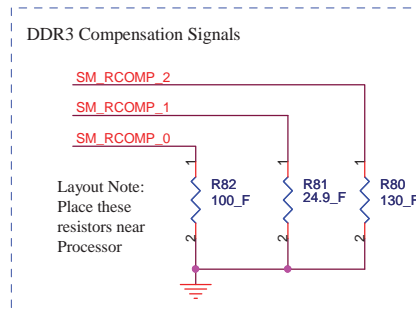 DDR3 Compensation Signals
SM_RCOMP_2
SM_RCOMP_1
SM_RCOMP_0
1 1 1
R82 R81 R80
100_F 24.9_F 130_F
2 2 2
Layout Note:
Place these
resistors near
Processor